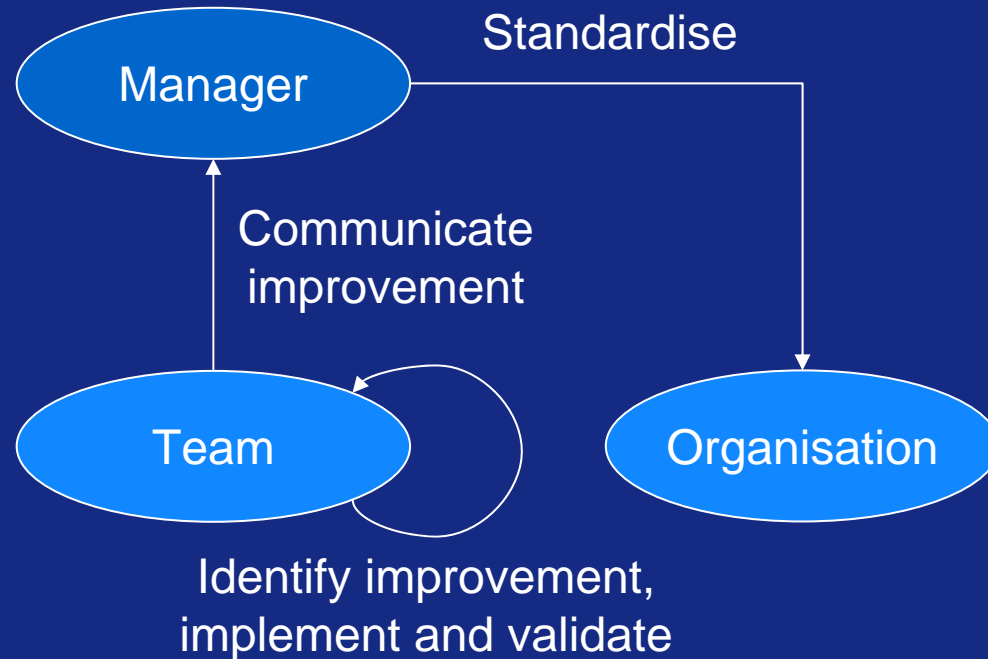 Standardise
Manager
Communicate
improvement
Team
Organisation
Identify improvement,
implement and validate